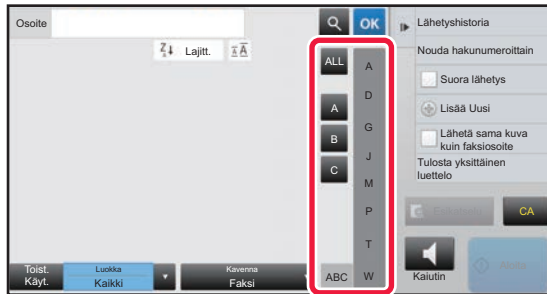 Osoite
OK
Lajitt.
ALL
A
B
C
ABC
A
D
G
J
M
P
T
W
Lähetyshistoria
Nouda hakunumeroittain
Suora lähetys
Lisää Uusi
Lähetä sama kuva
kuin faksiosoite
Tulosta yksittäinen
luettelo
CA
Kaiutin
Toist.
Käyt.
Luokka
Kaikki
Kavenna
Faksi